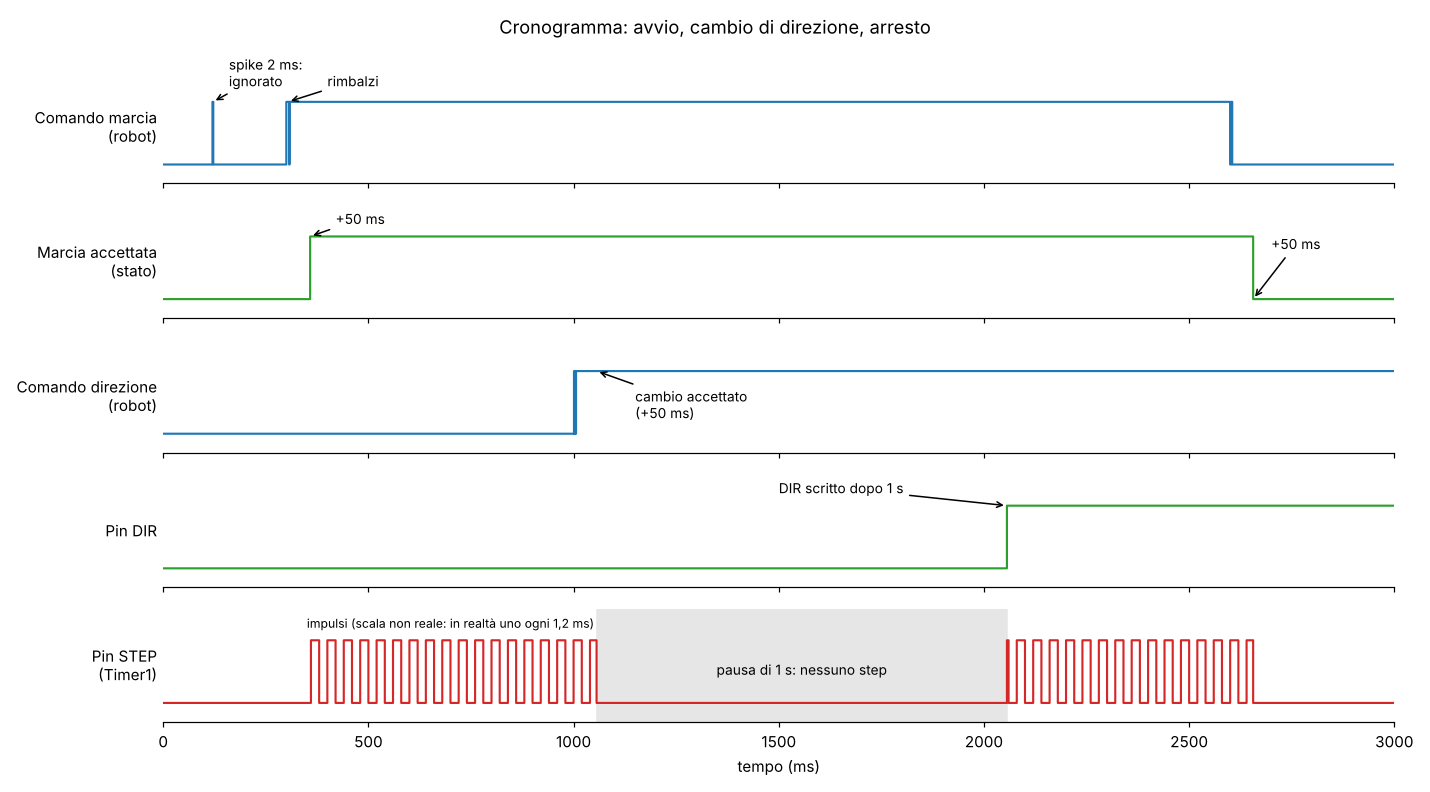 Cronogramma: avvio, cambio di direzione, arresto
spike 2 ms:
ignorato
rimbalzi
Comando marcia
(robot)
+50 ms
Marcia accettata
(stato)
+50 ms
Comando direzione
(robot)
cambio accettato
(+50 ms)
DIR scritto dopo 1 s
Pin DIR
impulsi (scala non reale: in realtà uno ogni 1,2 ms)
Pin STEP
(Timer1)
pausa di 1 s: nessuno step
0 500 1000 1500 2000 2500 3000
tempo (ms)